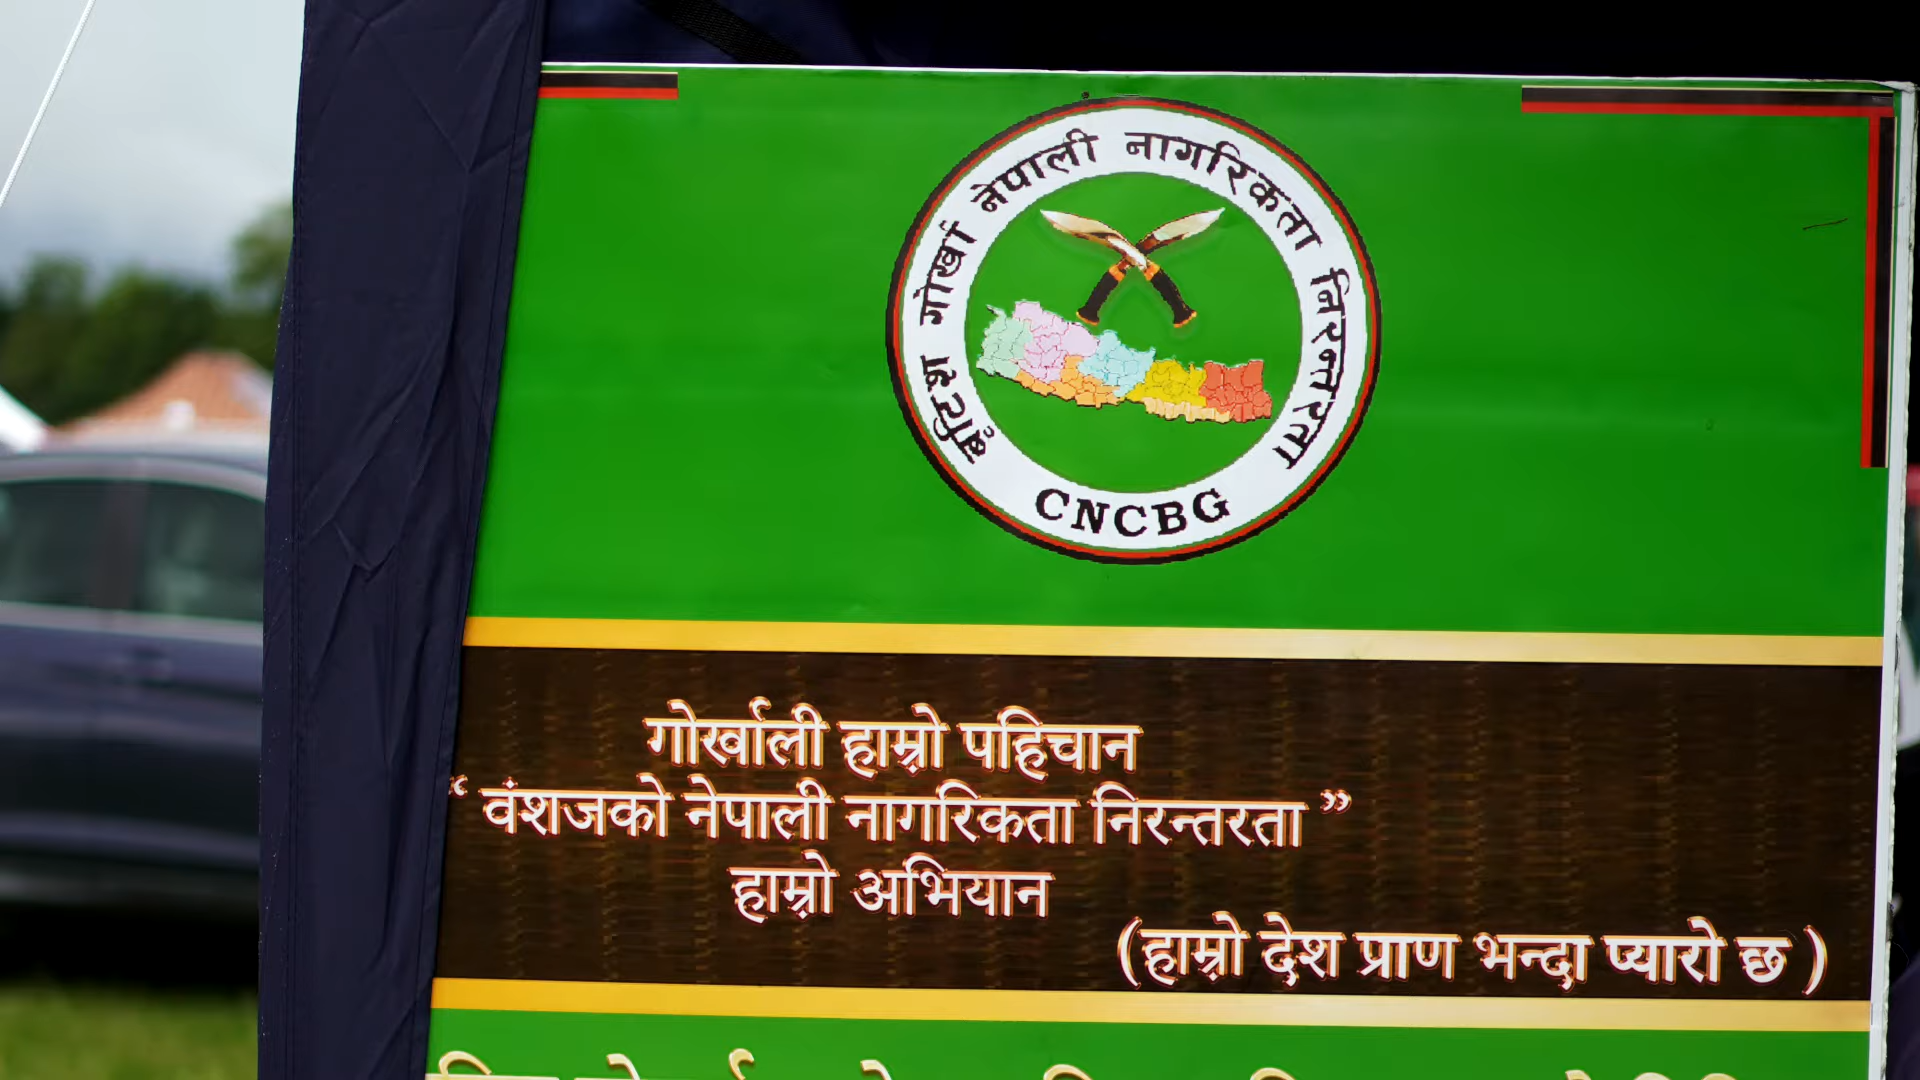 बृटिश गोर्खा नेपाली नागरिकता निरन्तरता
CNCBG
गोर्खाली हाम्रो पहिचान
“ वंशजको नेपाली नागरिकता निरन्तरता ”
हाम्रो अभियान
(हाम्रो देश प्राण भन्दा प्यारो छ )